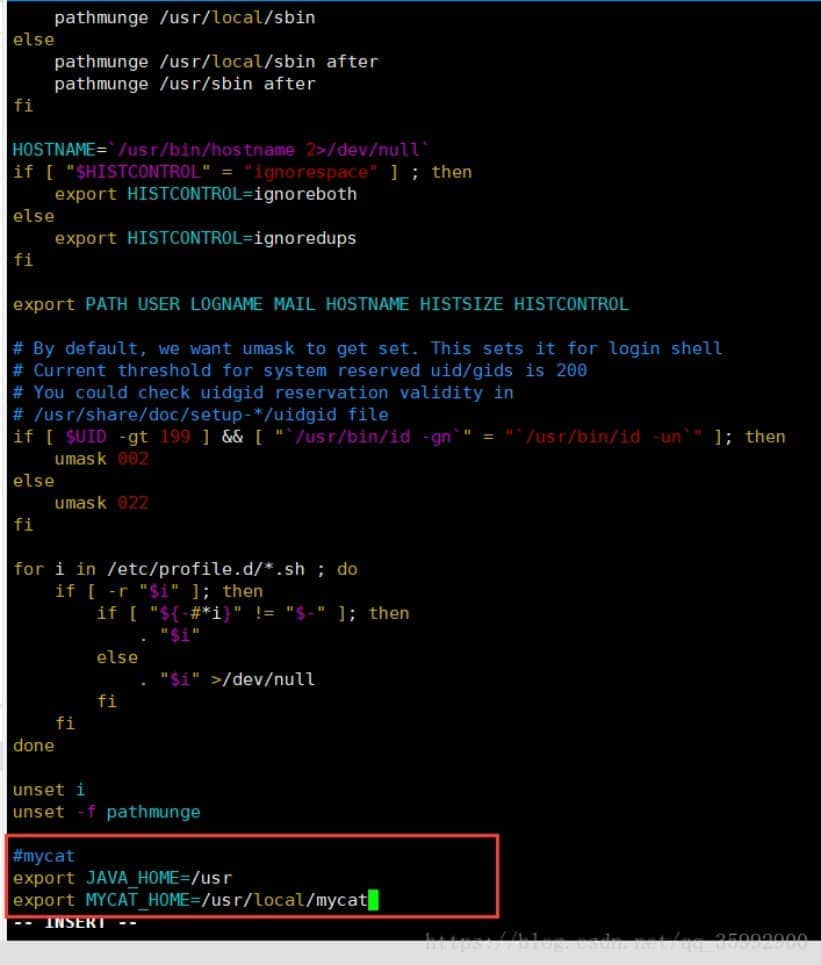 pathmunge /usr/local/sbin
else
    pathmunge /usr/local/sbin after
    pathmunge /usr/sbin after
fi

HOSTNAME=`/usr/bin/hostname 2>/dev/null`
if [ "$HISTCONTROL" = "ignorespace" ] ; then
    export HISTCONTROL=ignoreboth
else
    export HISTCONTROL=ignoredups
fi

export PATH USER LOGNAME MAIL HOSTNAME HISTSIZE HISTCONTROL

# By default, we want umask to get set. This sets it for login shell
# Current threshold for system reserved uid/gids is 200
# You could check uidgid reservation validity in
# /usr/share/doc/setup-*/uidgid file
if [ $UID -gt 199 ] && [ "`/usr/bin/id -gn`" = "`/usr/bin/id -un`" ]; then
    umask 002
else
    umask 022
fi

for i in /etc/profile.d/*.sh ; do
    if [ -r "$i" ]; then
        if [ "${-#*i}" != "$-" ]; then
            . "$i"
        else
            . "$i" >/dev/null
        fi
    fi
done

unset i
unset -f pathmunge

#mycat
export JAVA_HOME=/usr
export MYCAT_HOME=/usr/local/mycat
-- INSERT --
https://blog.csdn.net/qq_35992900